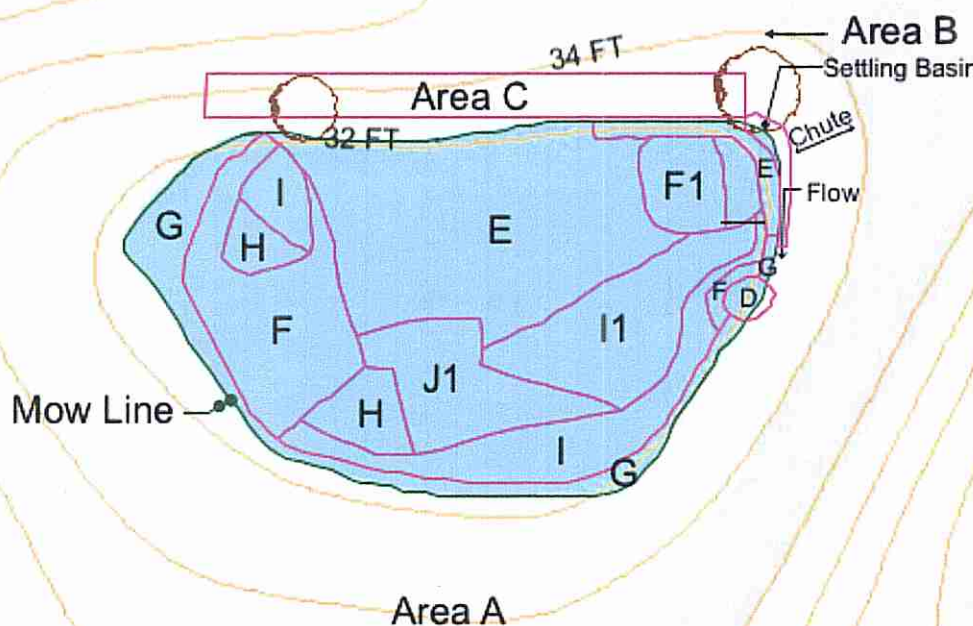 Area B
34 FT
Settling Basin
Area C
Chute
32 FT
E
F1
I
Flow
G
E
H
G
F
D
F
I1
J1
Mow Line
H
I
G
Area A